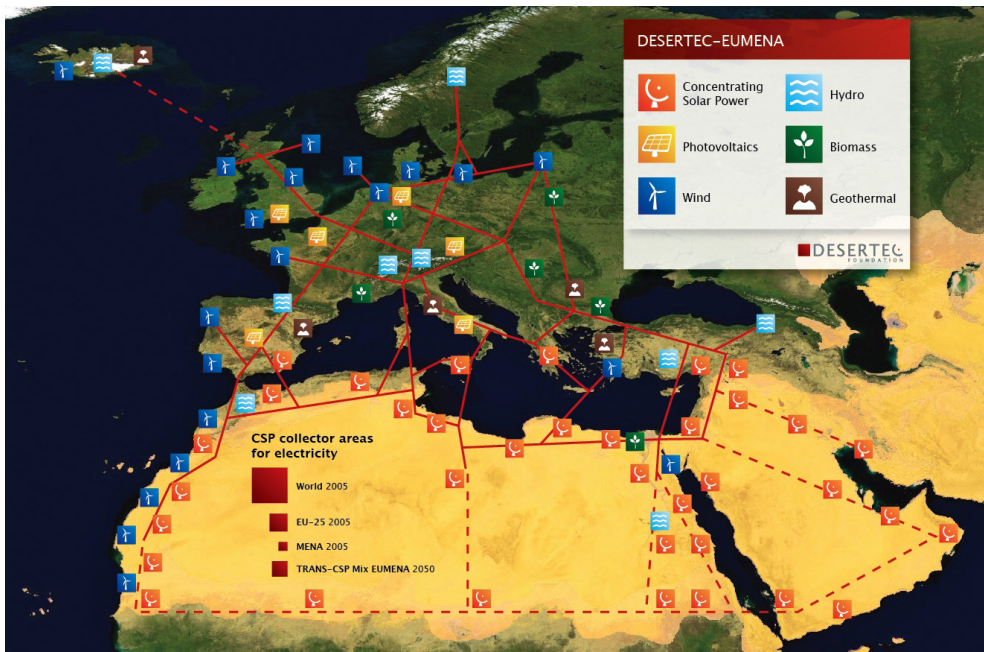 DESERTEC–EUMENA
Concentrating
Solar Power
Hydro
Photovoltaics
Biomass
Wind
Geothermal
DESERTEC
FOUNDATION
CSP collector areas
for electricity
World 2005
EU-25 2005
MENA 2005
TRANS-CSP Mix EUMENA 2050